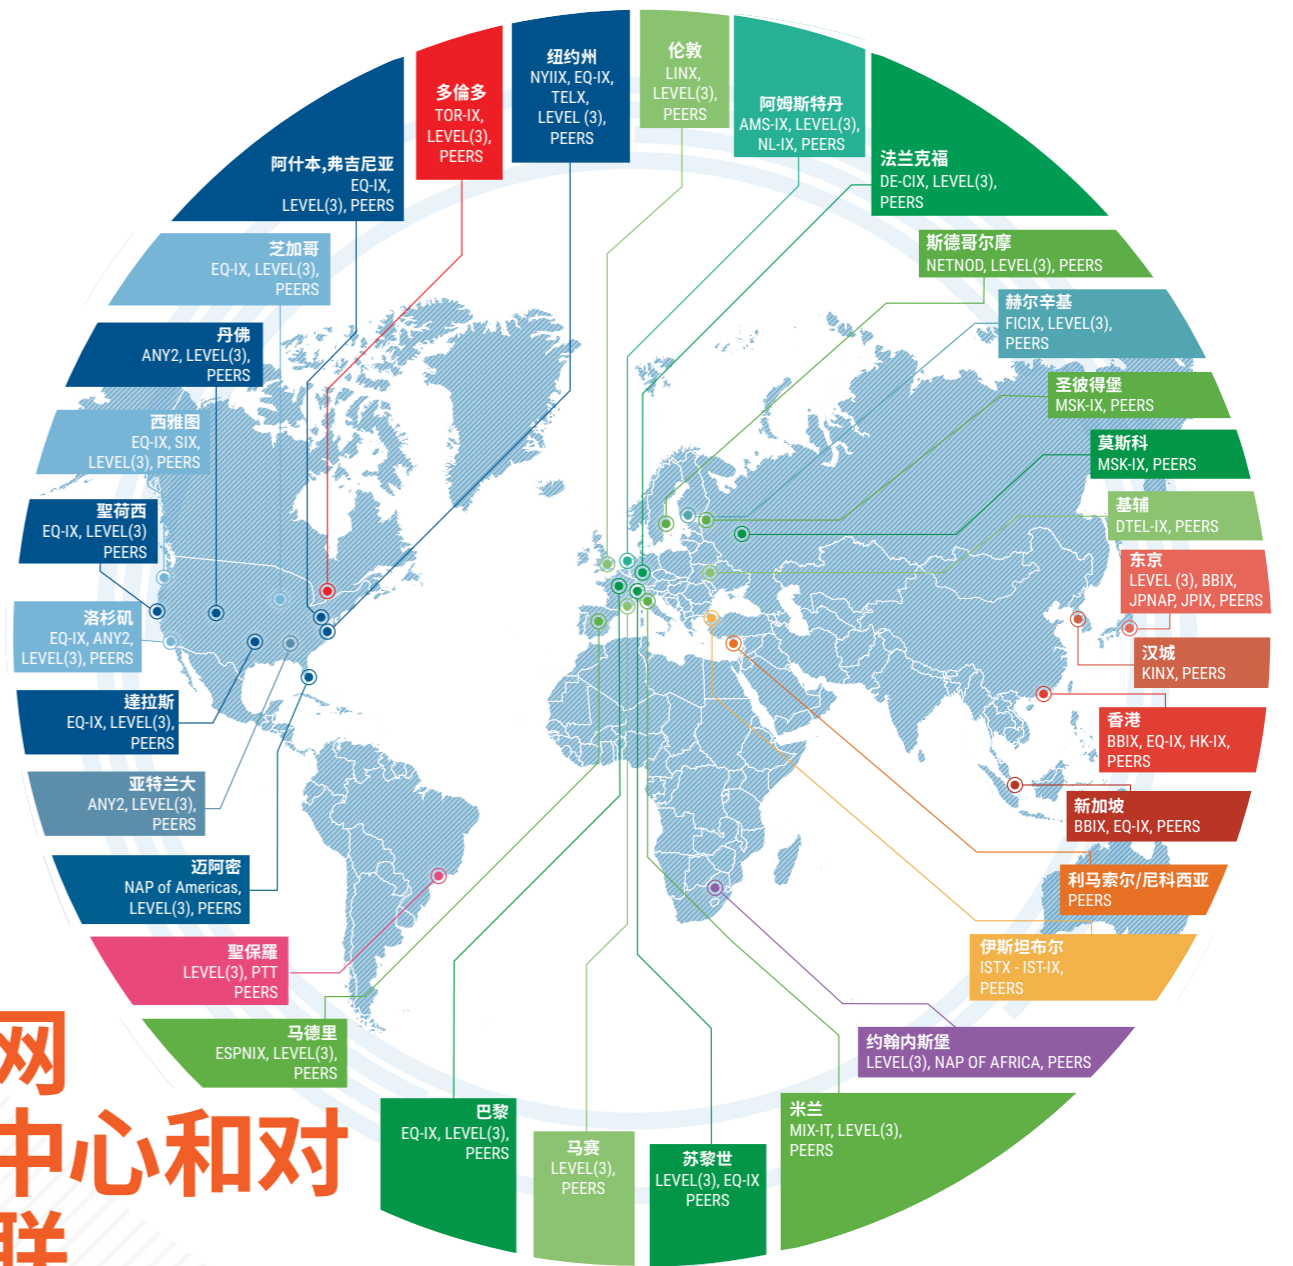 纽约州
NYIIX, EQ-IX,
TELX,
LEVEL (3),
PEERS
伦敦
LINX,
LEVEL(3),
PEERS
阿姆斯特丹
AMS-IX, LEVEL(3),
NL-IX, PEERS
法兰克福
DE-CIX, LEVEL(3),
PEERS
斯德哥尔摩
NETNOD, LEVEL(3), PEERS
赫尔辛基
FICIX, LEVEL(3),
PEERS
圣彼得堡
MSK-IX, PEERS
莫斯科
MSK-IX, PEERS
基辅
DTEL-IX, PEERS
东京
LEVEL (3), BBIX,
JPNAP, JPIX, PEERS
汉城
KINX, PEERS
香港
BBIX, EQ-IX, HK-IX,
PEERS
新加坡
BBIX, EQ-IX, PEERS
利马索尔/尼科西亚
PEERS
伊斯坦布尔
ISTX - IST-IX,
PEERS
约翰内斯堡
LEVEL(3), NAP OF AFRICA, PEERS
米兰
MIX-IT, LEVEL(3),
PEERS
苏黎世
LEVEL(3), EQ-IX
PEERS
马赛
LEVEL(3),
PEERS
巴黎
EQ-IX, LEVEL(3),
PEERS
马德里
ESPNIX, LEVEL(3),
PEERS
聖保羅
LEVEL(3), PTT
PEERS
迈阿密
NAP of Americas,
LEVEL(3), PEERS
亚特兰大
ANY2, LEVEL(3),
PEERS
達拉斯
EQ-IX, LEVEL(3),
PEERS
洛杉矶
EQ-IX, ANY2,
LEVEL(3), PEERS
聖荷西
EQ-IX, LEVEL(3)
PEERS
西雅图
EQ-IX, SIX,
LEVEL(3), PEERS
丹佛
ANY2, LEVEL(3),
PEERS
芝加哥
EQ-IX, LEVEL(3),
PEERS
阿什本,弗吉尼亚
EQ-IX,
LEVEL(3), PEERS
多倫多
TOR-IX,
LEVEL(3),
PEERS
网
中心和对
联